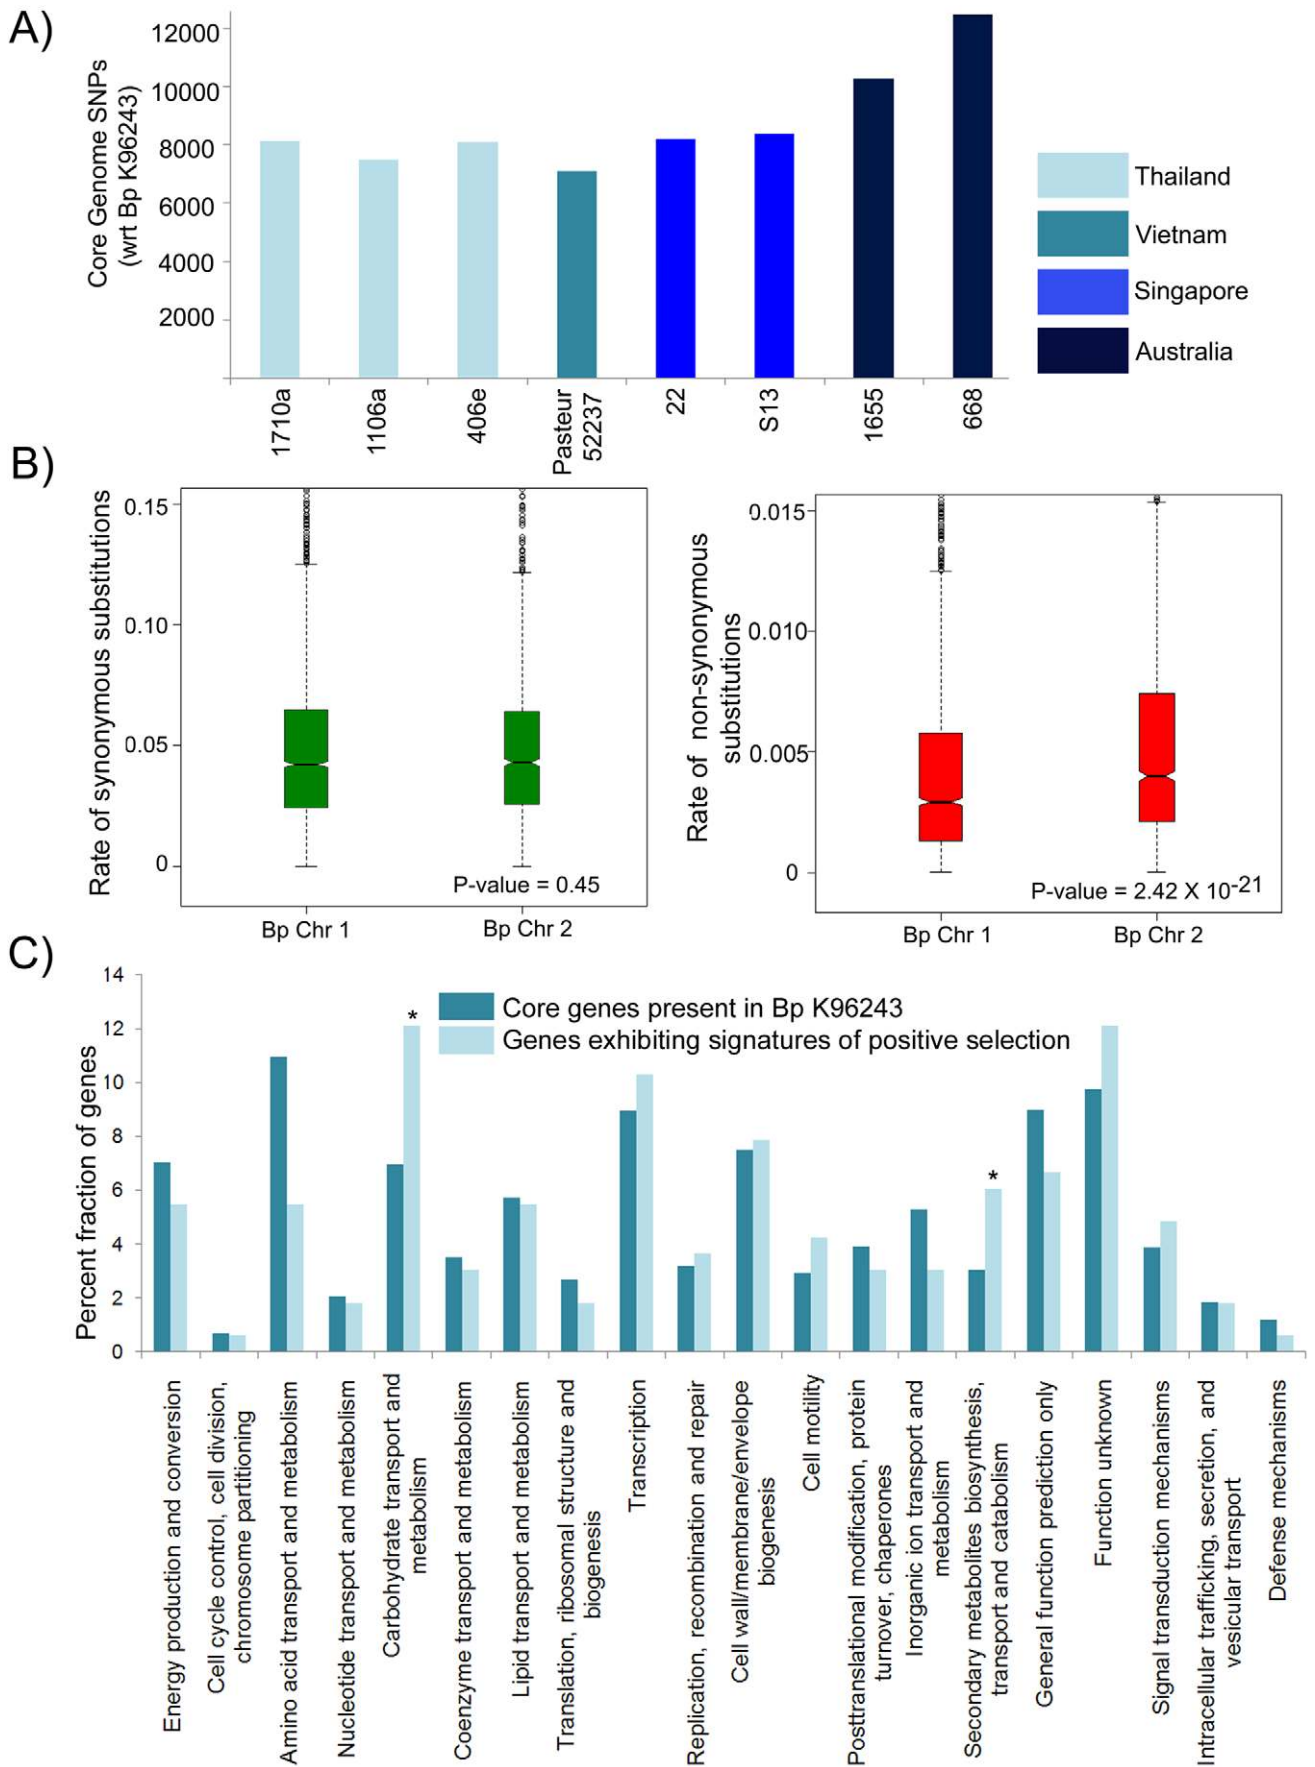 A)
Core Genome SNPs
(wrt Bp K96243)
12000
10000
8000
6000
4000
2000
1710a
1106a
406e
Pasteur
52237
22
S13
1655
668
Thailand
Vietnam
Singapore
Australia
B)
Rate of synonymous substitutions
0.15
0.10
0.05
0
P-value = 0.45
Bp Chr 1
Bp Chr 2
Rate of non-synonymous
substitutions
0.015
0.010
0.005
0
P-value = 2.42 X 10-21
Bp Chr 1
Bp Chr 2
C)
Percent fraction of genes
14
12
10
8
6
4
2
0
Core genes present in Bp K96243
Genes exhibiting signatures of positive selection
*
*
Energy production and conversion
Cell cycle control, cell division,
chromosome partitioning
Amino acid transport and metabolism
Nucleotide transport and metabolism
Carbohydrate transport and
metabolism
Coenzyme transport and metabolism
Lipid transport and metabolism
Translation, ribosomal structure and
biogenesis
Transcription
Replication, recombination and repair
Cell wall/membrane/envelope
biogenesis
Cell motility
Posttranslational modification, protein
turnover, chaperones
Inorganic ion transport and
metabolism
Secondary metabolites biosynthesis,
transport and catabolism
General function prediction only
Function unknown
Signal transduction mechanisms
Intracellular trafficking, secretion, and
vesicular transport
Defense mechanisms